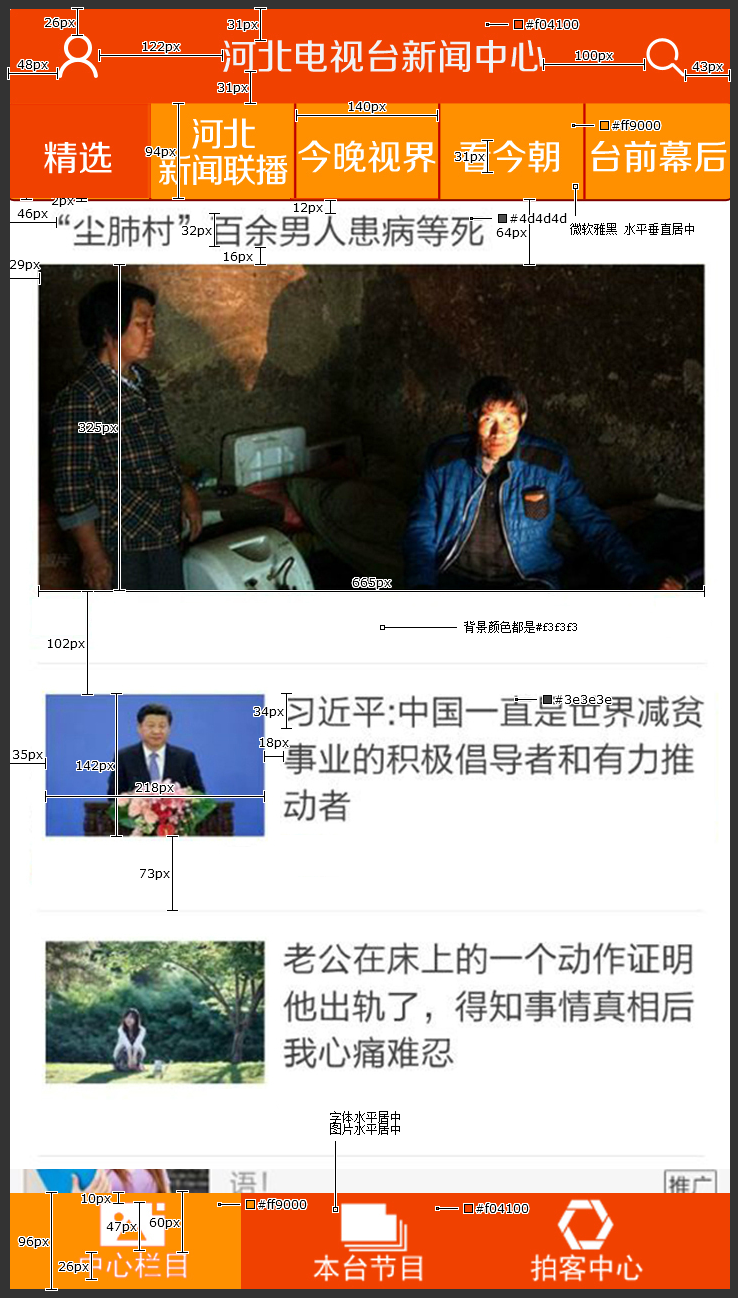 26px
31px
#f04100
122px
河北电视台新闻中心
100px
48px
43px
31px
140px
#ff9000
94px
精选
河北
新闻联播
今晚视界
31px
看今朝
台前幕后
2px
46px
12px
#4d4d4d
“尘肺村”百余男人患病等死
32px
64px
微软雅黑 水平垂直居中
16px
29px
325px
665px
背景颜色都是#f3f3f3
102px
#3e3e3e
34px
习近平:中国一直是世界减贫
18px
事业的积极倡导者和有力推
动者
35px
142px
218px
73px
老公在床上的一个动作证明
他出轨了，得知事情真相后
我心痛难忍
字体水平居中
图片水平居中
语!
推广
10px
#ff9000
#f04100
47px
60px
96px
26px
中心栏目
本台节目
拍客中心